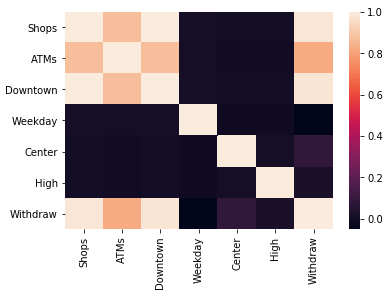 Shops
ATMs
Downtown
Weekday
Center
High
Withdraw
Shops
ATMs
Downtown
Weekday
Center
High
Withdraw
1.0
0.8
0.6
0.4
0.2
0.0